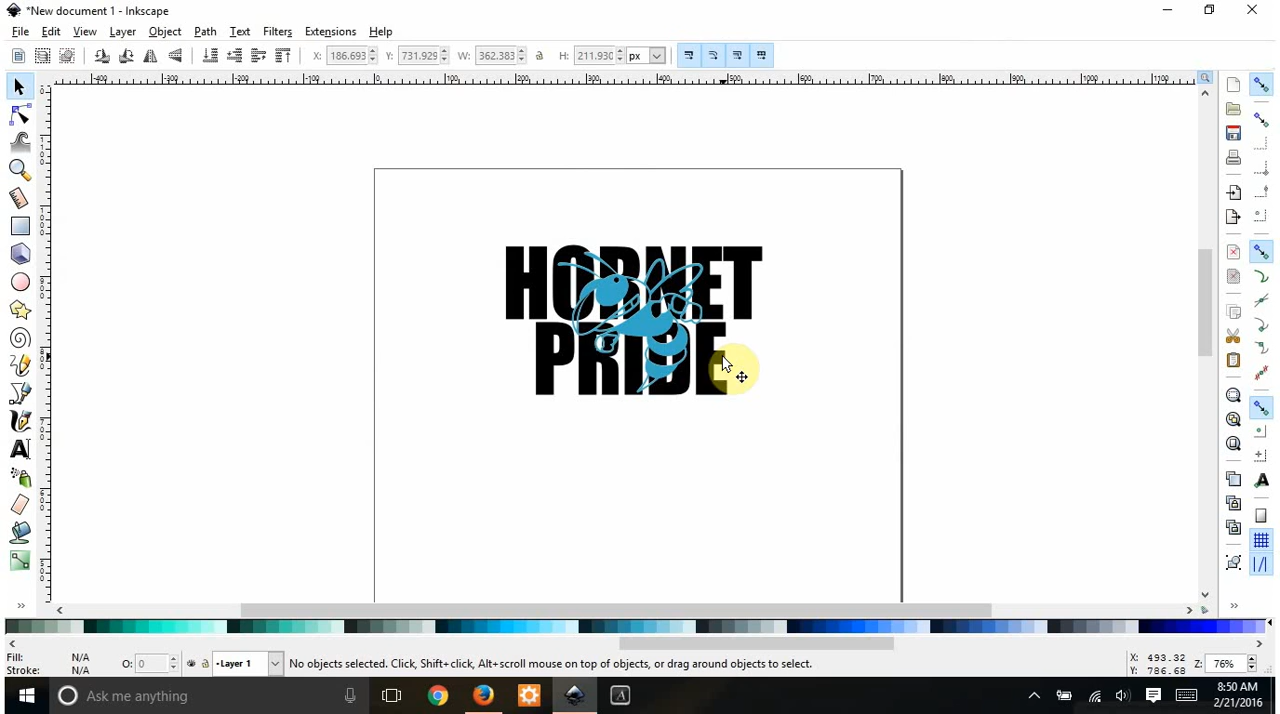 *New document 1 - Inkscape
File Edit View Layer Object Path Text Filters Extensions Help
X: 186.693 Y: 731.929 W: 362.383 H: 211.930 px
HORNET
PRIDE
Fill: N/A
Stroke: N/A
O: 0
Layer 1
No objects selected. Click, Shift+click, Alt+scroll mouse on top of objects, or drag around objects to select.
X: 493.32
Y: 786.68
Z: 76%
Ask me anything
8:50 AM
2/21/2016